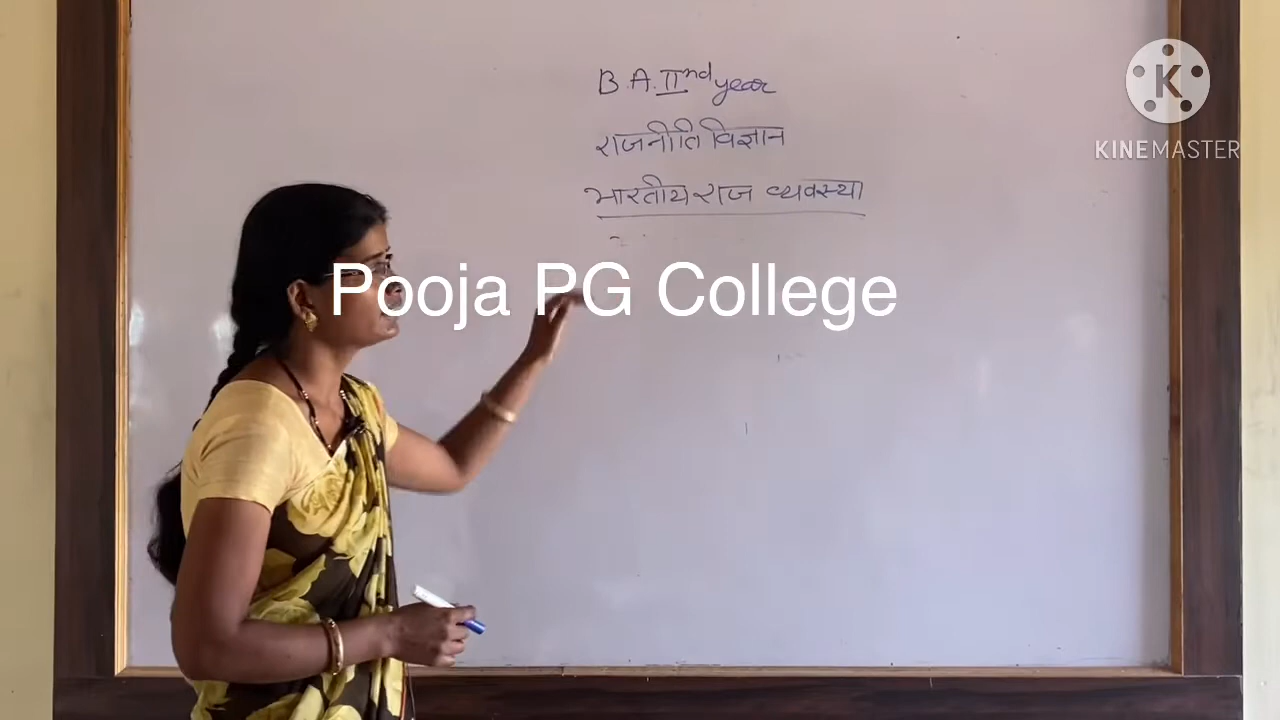 B.A. IInd year
राजनीति विज्ञान
भारतीय राज व्यवस्था
Pooja PG College
K
KINEMASTER